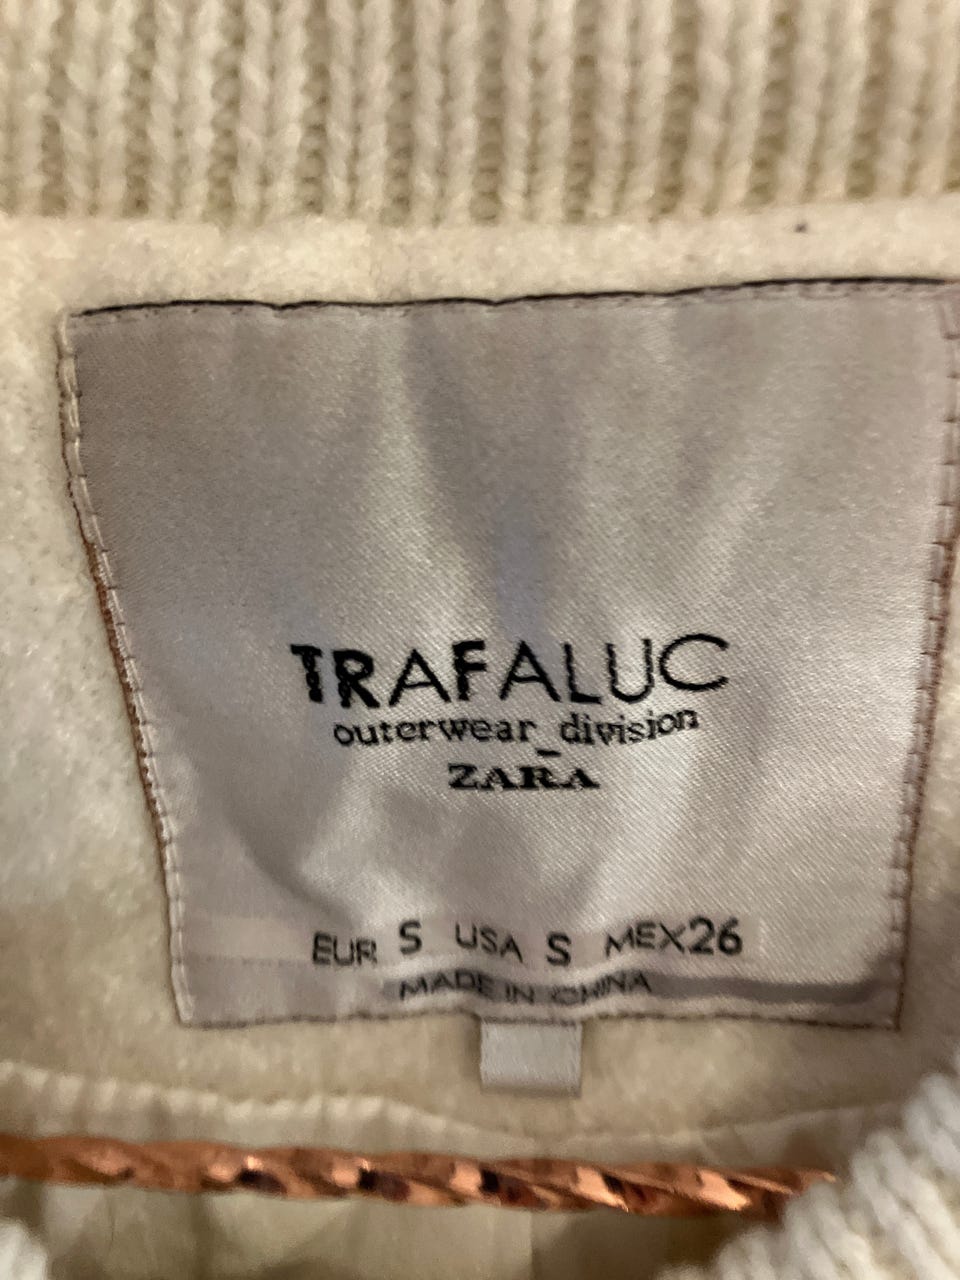 TRAFALUC
outerwear_division
ZARA
EUR S USA S MEX26
MADE IN CHINA